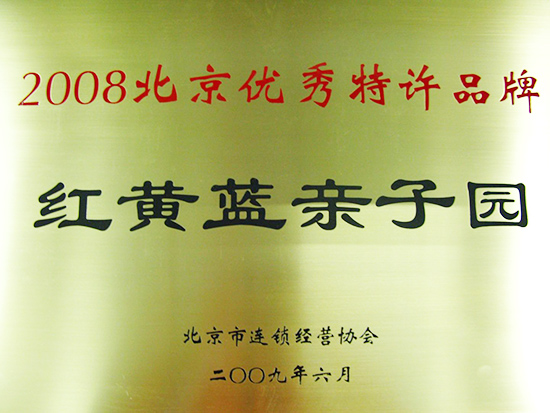 2008北京优秀特许品牌
红黄蓝亲子园
北京市连锁经营协会
二〇〇九年六月